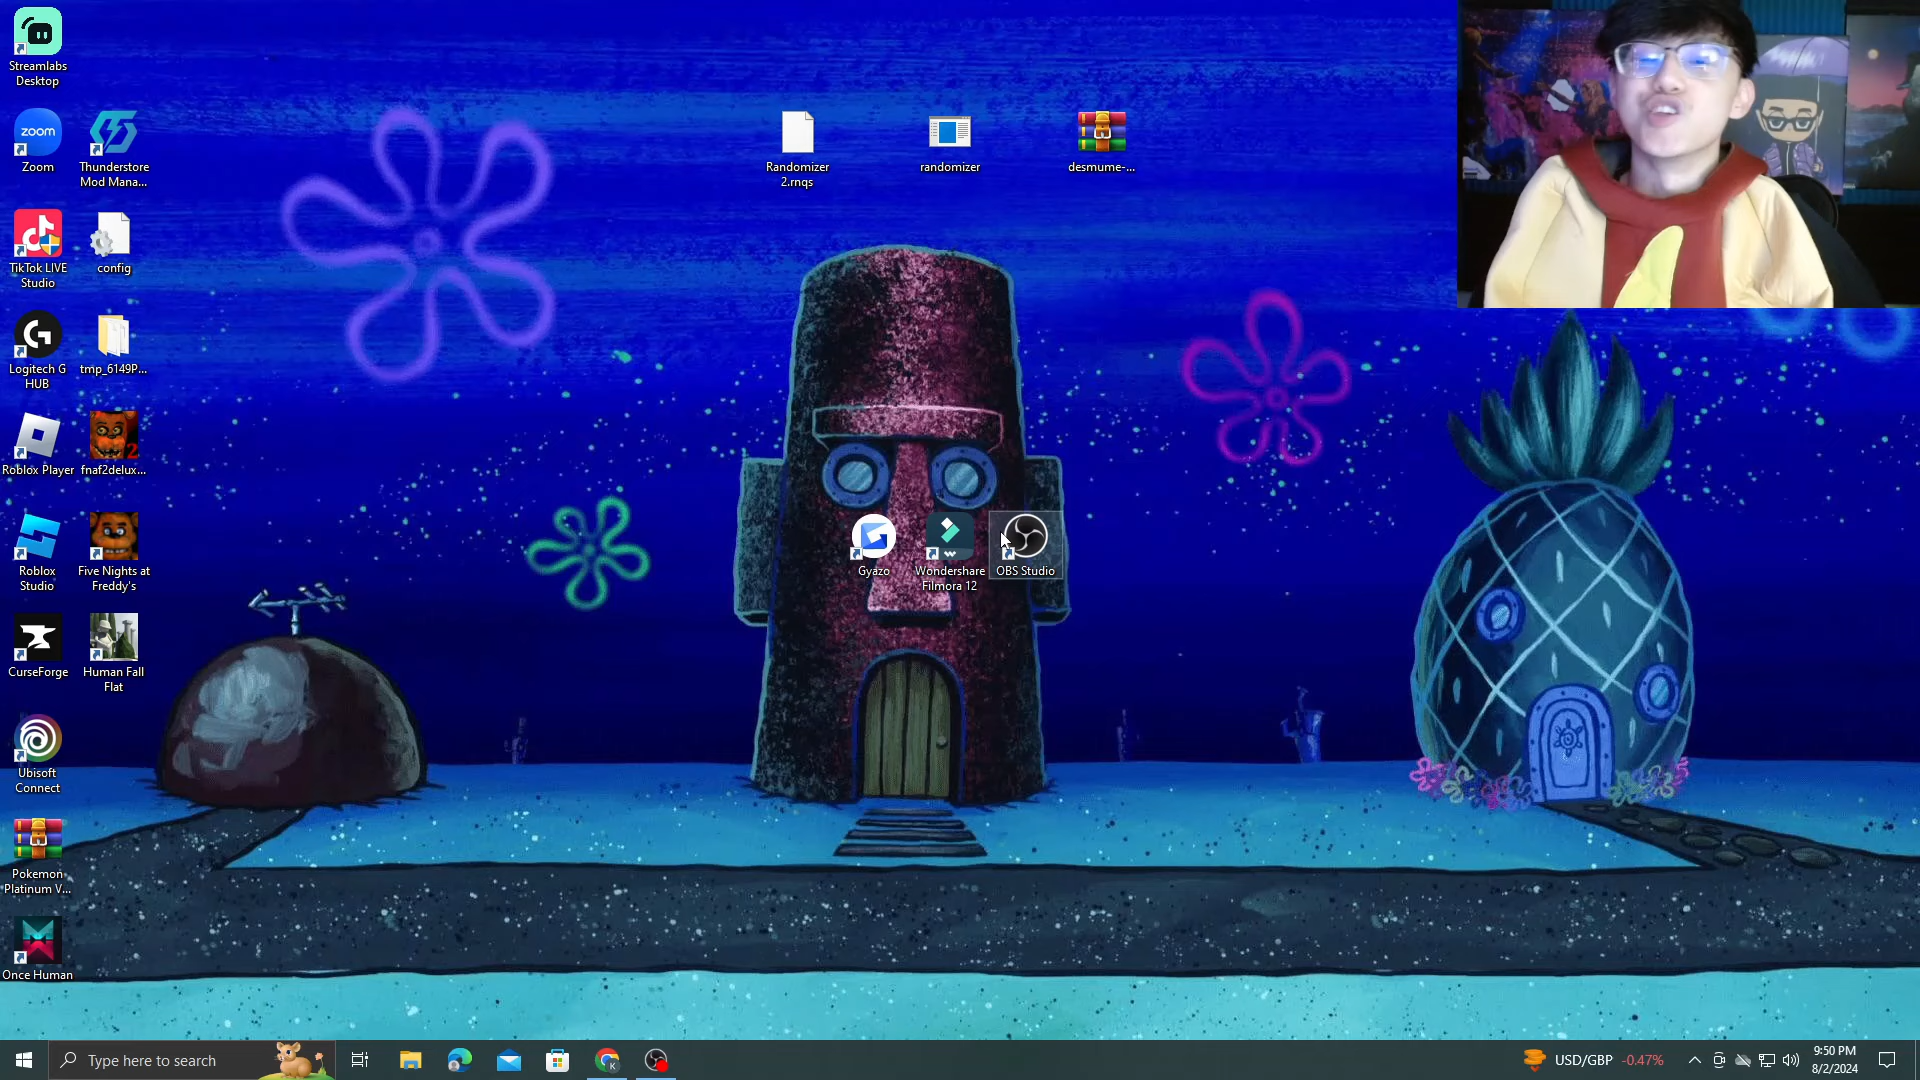 Streamlabs
Desktop
zoom
Zoom
Thunderstore
Mod Mana...
TikTok LIVE
Studio
config
Logitech G
HUB
tmp_6149P...
Roblox Player
2
fnaf2delux...
Roblox
Studio
Five Nights at
Freddy's
CurseForge
Human Fall
Flat
Ubisoft
Connect
Pokemon
Platinum V...
Once Human
Randomizer
2.rnqs
randomizer
desmume-...
Gyazo
Wondershare
Filmora 12
OBS Studio
Type here to search
K
USD/GBP -0.47%
9:50 PM
8/2/2024